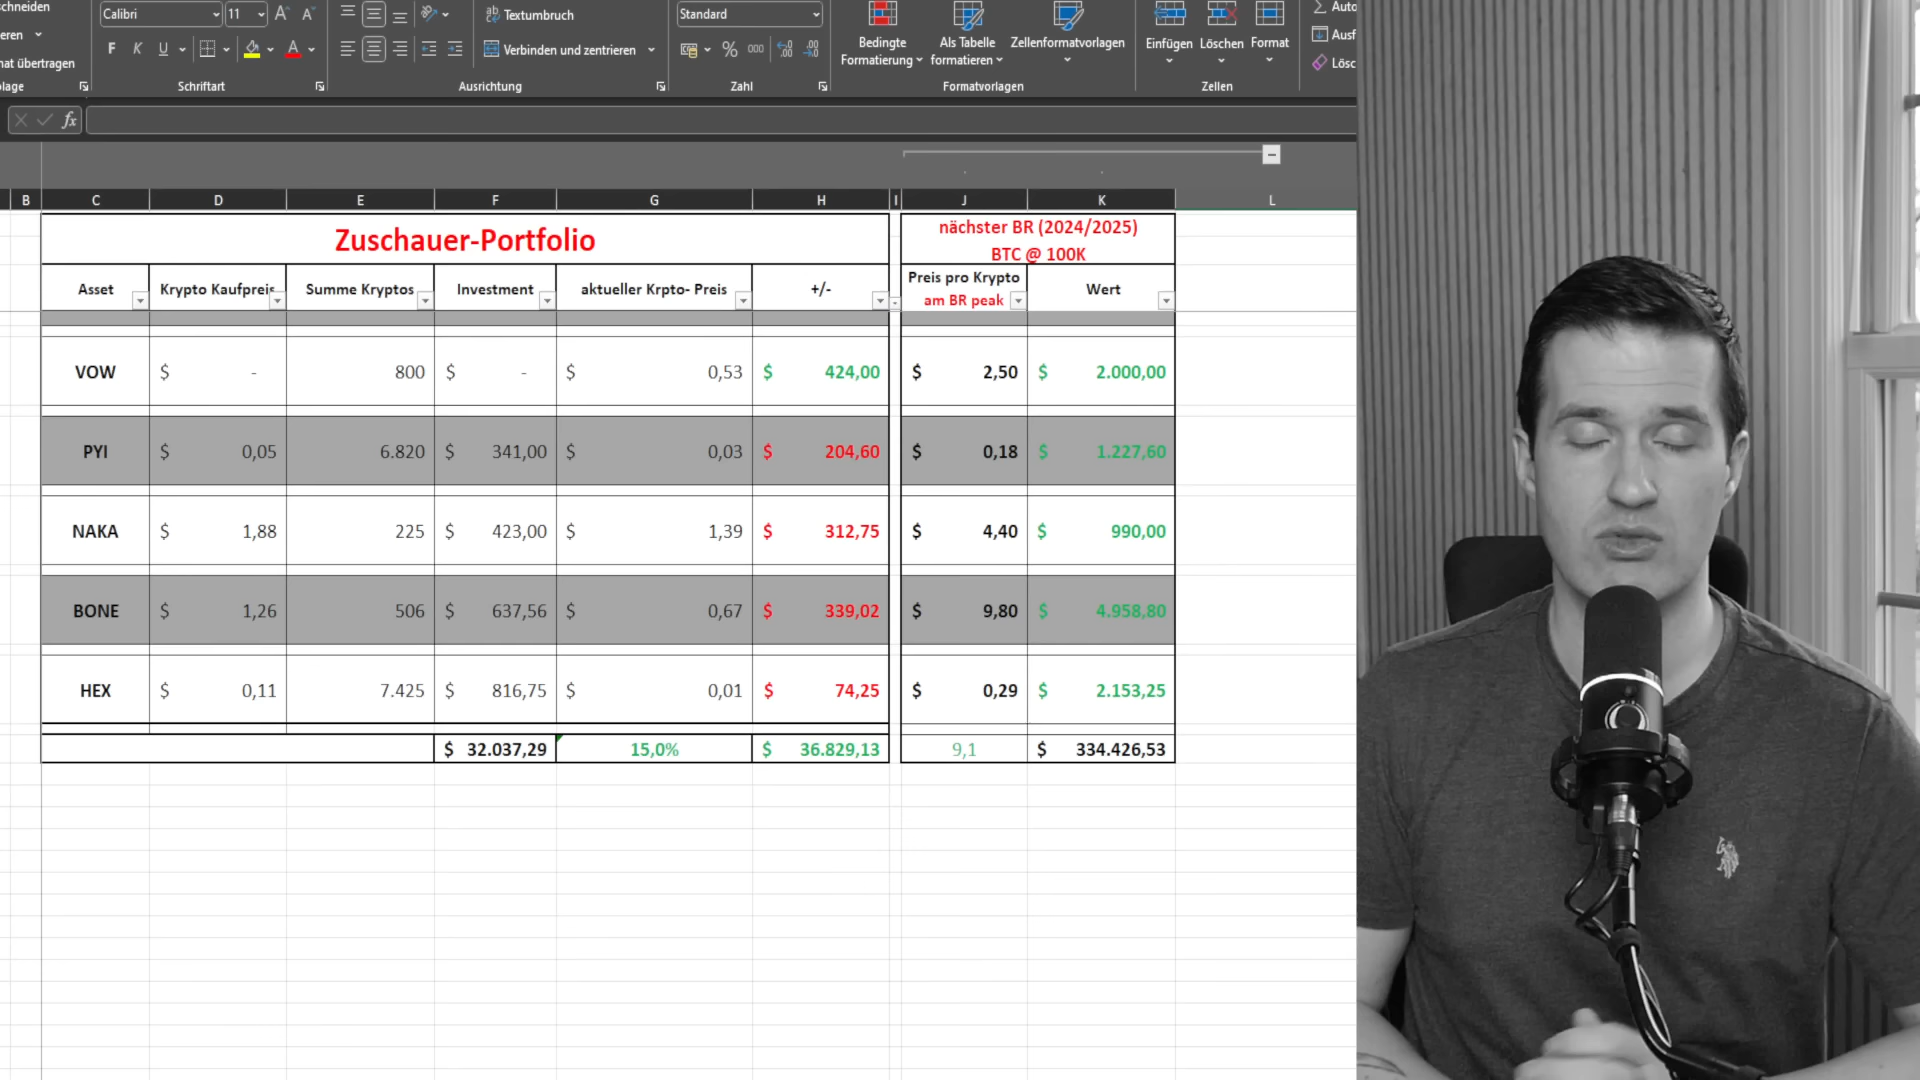 chneiden
eren
at übertragen
lage
Calibri 11 A A
F K U A
Schriftart
Textumbruch
Verbinden und zentrieren
Ausrichtung
Standard
% 000
Zahl
Bedingte Formatierung
Als Tabelle formatieren
Zellenformatvorlagen
Formatvorlagen
Einfügen Löschen Format
Zellen
Σ Auto
Ausf
Lösc
fx
B C D E F G H I J K L
Zuschauer-Portfolio
nächster BR (2024/2025)
BTC @ 100K
Asset Krypto Kaufpreis Summe Kryptos Investment aktueller Krpto- Preis +/- Preis pro Krypto am BR peak Wert
VOW $ - 800 $ - $ 0,53 $ 424,00 $ 2,50 $ 2.000,00
PYI $ 0,05 6.820 $ 341,00 $ 0,03 $ 204,60 $ 0,18 $ 1.227,60
NAKA $ 1,88 225 $ 423,00 $ 1,39 $ 312,75 $ 4,40 $ 990,00
BONE $ 1,26 506 $ 637,56 $ 0,67 $ 339,02 $ 9,80 $ 4.958,80
HEX $ 0,11 7.425 $ 816,75 $ 0,01 $ 74,25 $ 0,29 $ 2.153,25
$ 32.037,29 15,0% $ 36.829,13 9,1 $ 334.426,53